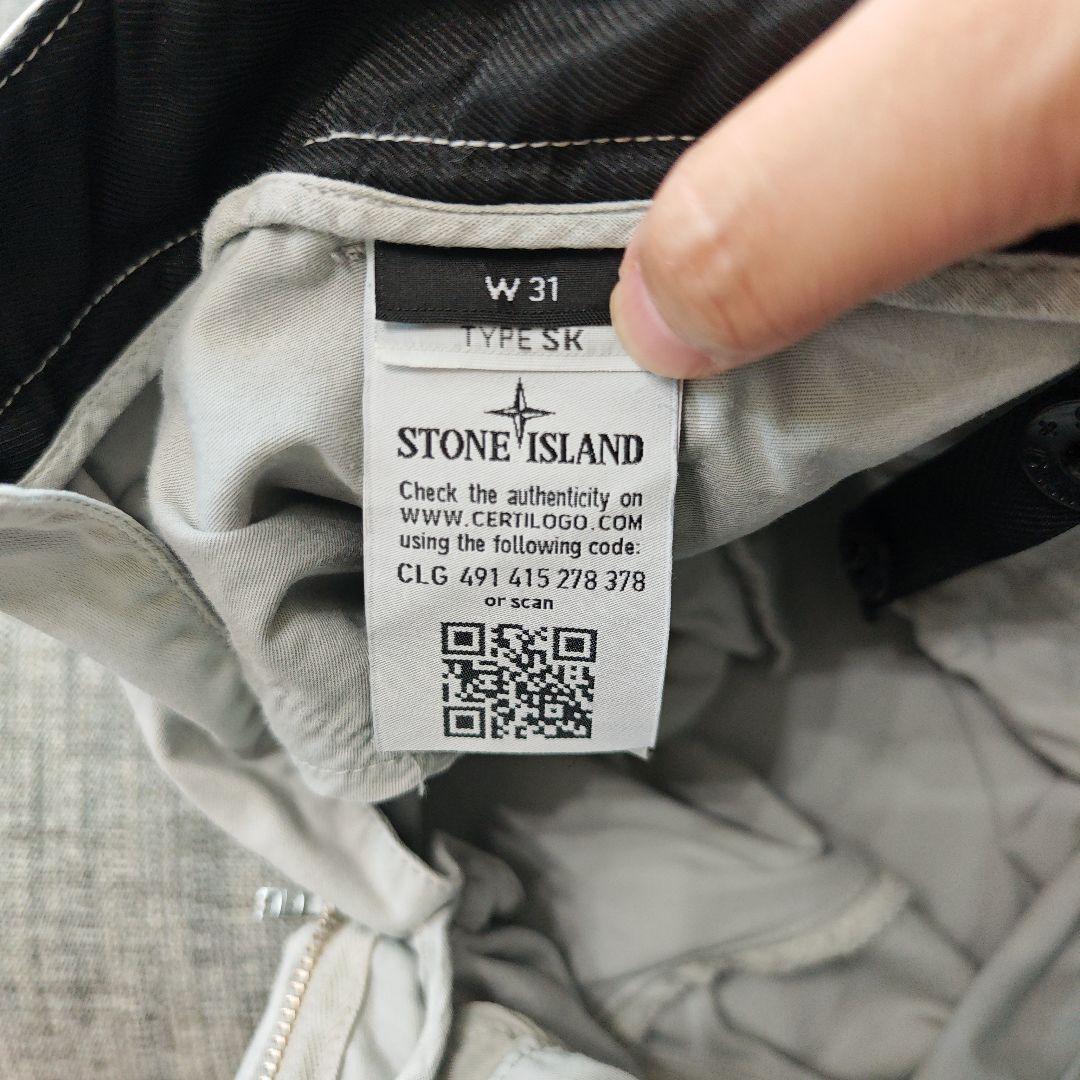 W 31
TYPE SK
STONE ISLAND
Check the authenticity on
WWW.CERTILOGO.COM
using the following code:
CLG 491 415 278 378
or scan